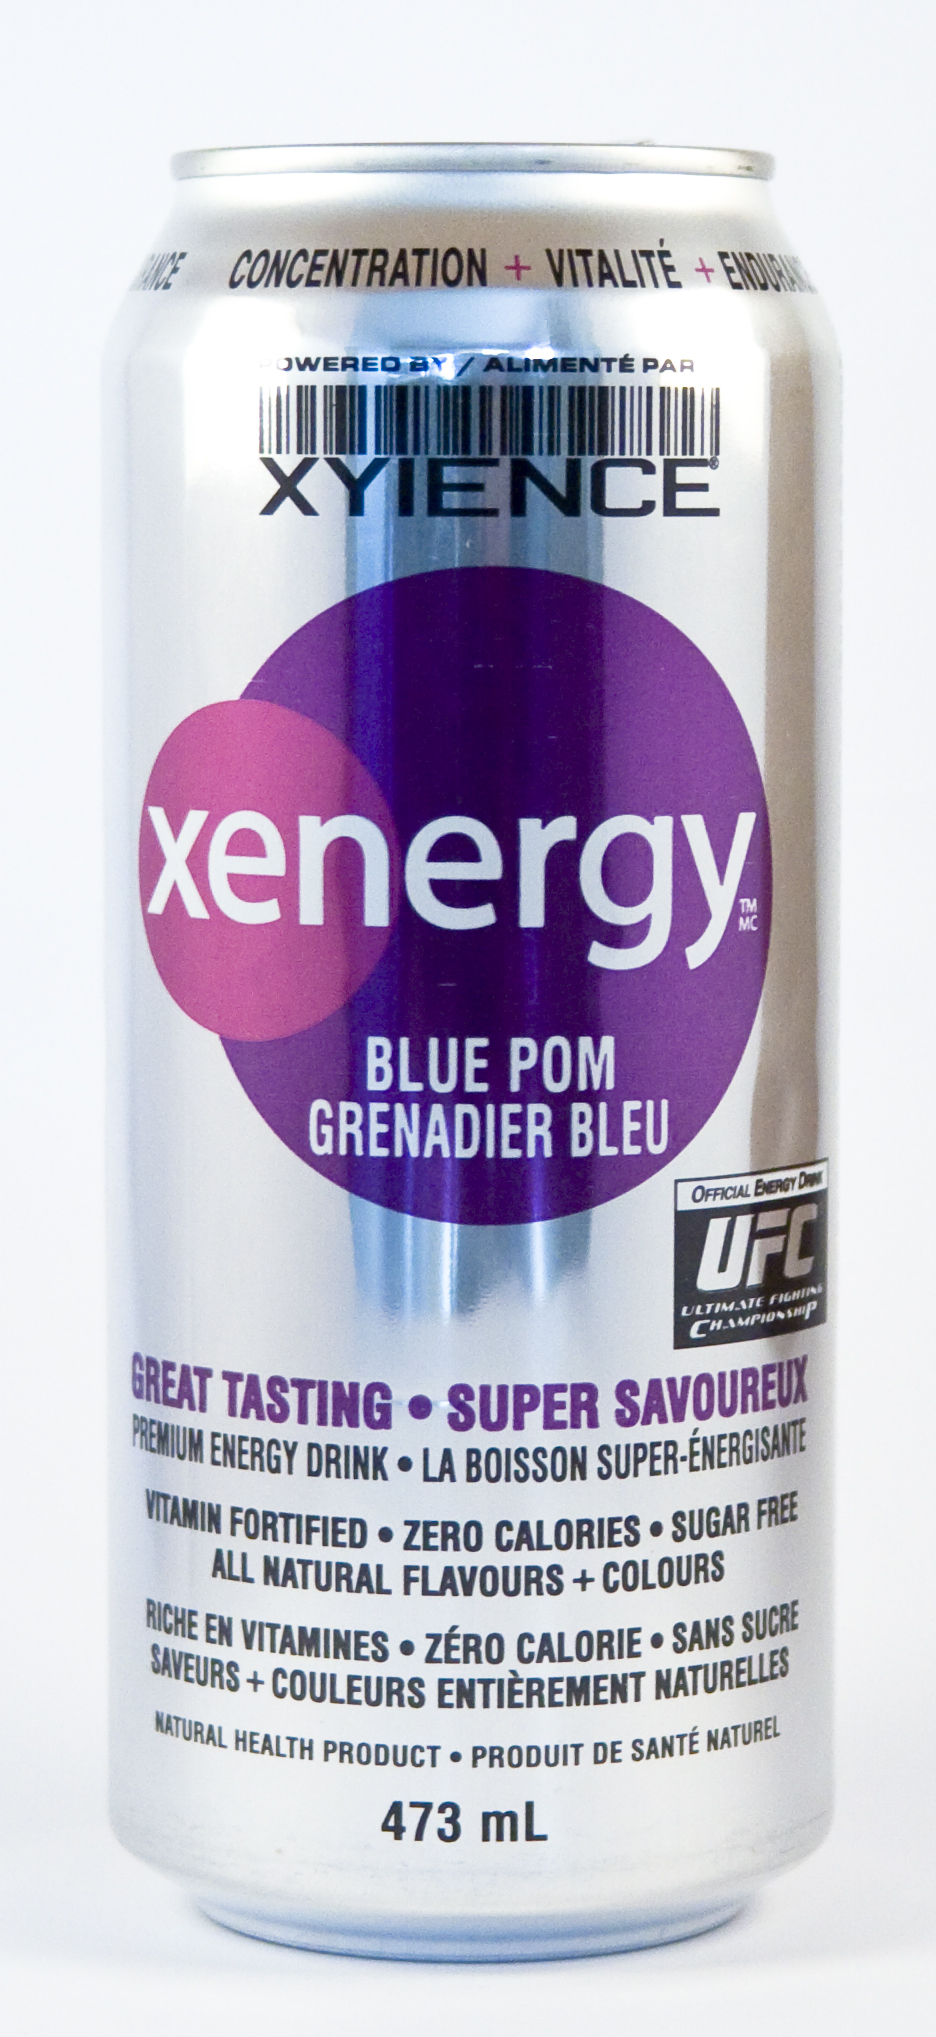 CONCENTRATION + VITALITÉ +
POWERED BY / ALIMENTÉ PAR
XYIENCE®
xenergy
TM
MC
BLUE POM
GRENADIER BLEU
OFFICIAL ENERGY DRINK
UFC
ULTIMATE FIGHTING
CHAMPIONSHIP
GREAT TASTING • SUPER SAVOUREUX
PREMIUM ENERGY DRINK • LA BOISSON SUPER-ÉNERGISANTE
VITAMIN FORTIFIED • ZERO CALORIES • SUGAR FREE
ALL NATURAL FLAVOURS + COLOURS
RICHE EN VITAMINES • ZÉRO CALORIE • SANS SUCRE
SAVEURS + COULEURS ENTIÈREMENT NATURELLES
NATURAL HEALTH PRODUCT • PRODUIT DE SANTÉ NATUREL
473 mL